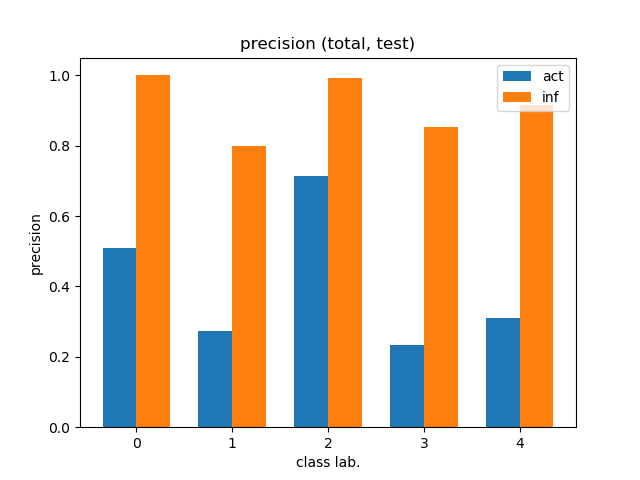 precision (total, test)
act
inf
1.0
0.8
0.6
0.4
0.2
0.0
precision
0 1 2 3 4
class lab.